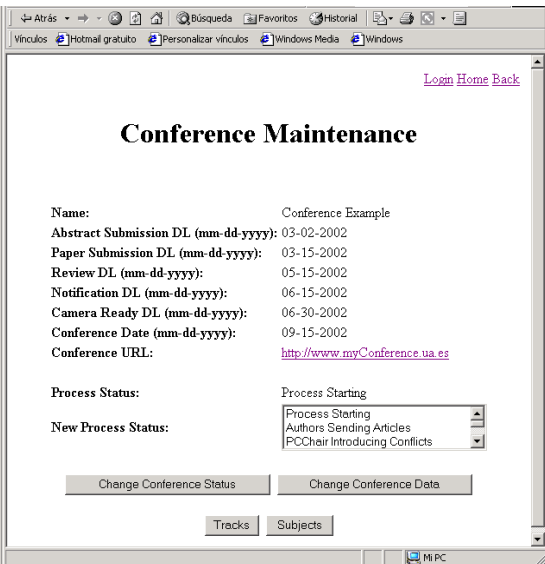 Atrás Búsqueda Favoritos Historial
Vínculos Hotmail gratuito Personalizar vínculos Windows Media Windows
Login Home Back
Conference Maintenance
Name: Conference Example
Abstract Submission DL (mm-dd-yyyy): 03-02-2002
Paper Submission DL (mm-dd-yyyy): 03-15-2002
Review DL (mm-dd-yyyy): 05-15-2002
Notification DL (mm-dd-yyyy): 06-15-2002
Camera Ready DL (mm-dd-yyyy): 06-30-2002
Conference Date (mm-dd-yyyy): 09-15-2002
Conference URL: http://www.myConference.ua.es
Process Status: Process Starting
Process Starting
New Process Status: Authors Sending Articles
PCChair Introducing Conflicts
Change Conference Status Change Conference Data
Tracks Subjects
Mi PC